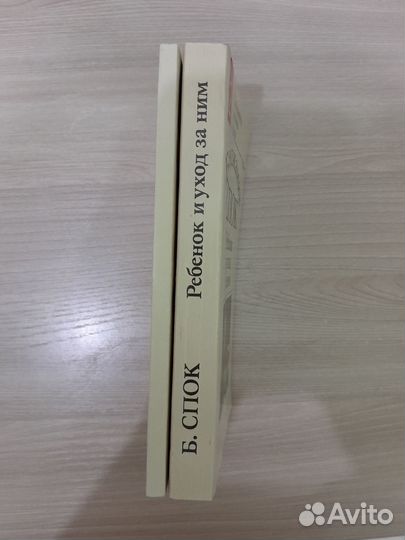 Б. СПОК Ребенок и уход за ним
Avito